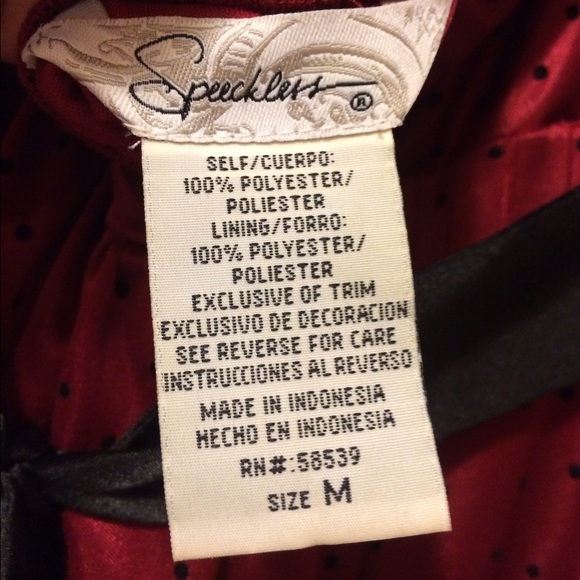 Speechless®
SELF/CUERPO:
100% POLYESTER/
POLIESTER
LINING/FORRO:
100% POLYESTER/
POLIESTER
EXCLUSIVE OF TRIM
EXCLUSIVO DE DECORACION
SEE REVERSE FOR CARE
INSTRUCCIONES AL REVERSO
MADE IN INDONESIA
HECHO EN INDONESIA
RN#:58539
SIZE M